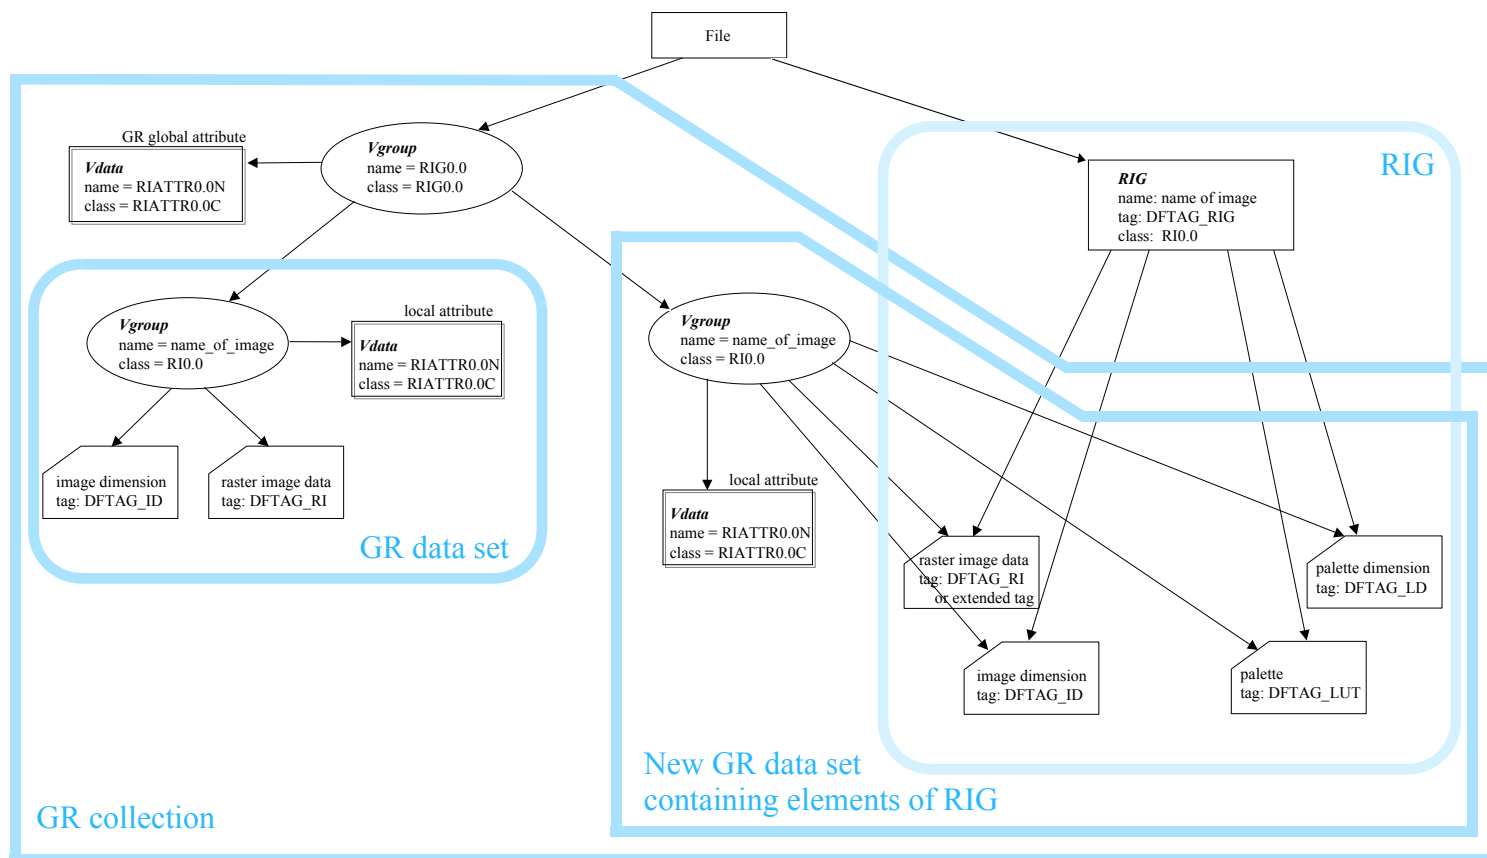 File
GR global attribute
Vdata
name = RIATTR0.0N
class = RIATTR0.0C
Vgroup
name = RIG0.0
class = RIG0.0
RIG
RIG
name: name of image
tag: DFTAG_RIG
class:  RI0.0
Vgroup
name = name_of_image
class = RI0.0
local attribute
Vdata
name = RIATTR0.0N
class = RIATTR0.0C
Vgroup
name = name_of_image
class = RI0.0
image dimension
tag: DFTAG_ID
raster image data
tag: DFTAG_RI
GR data set
local attribute
Vdata
name = RIATTR0.0N
class = RIATTR0.0C
raster image data
tag: DFTAG_RI
or extended tag
palette dimension
tag: DFTAG_LD
image dimension
tag: DFTAG_ID
palette
tag: DFTAG_LUT
New GR data set
containing elements of RIG
GR collection